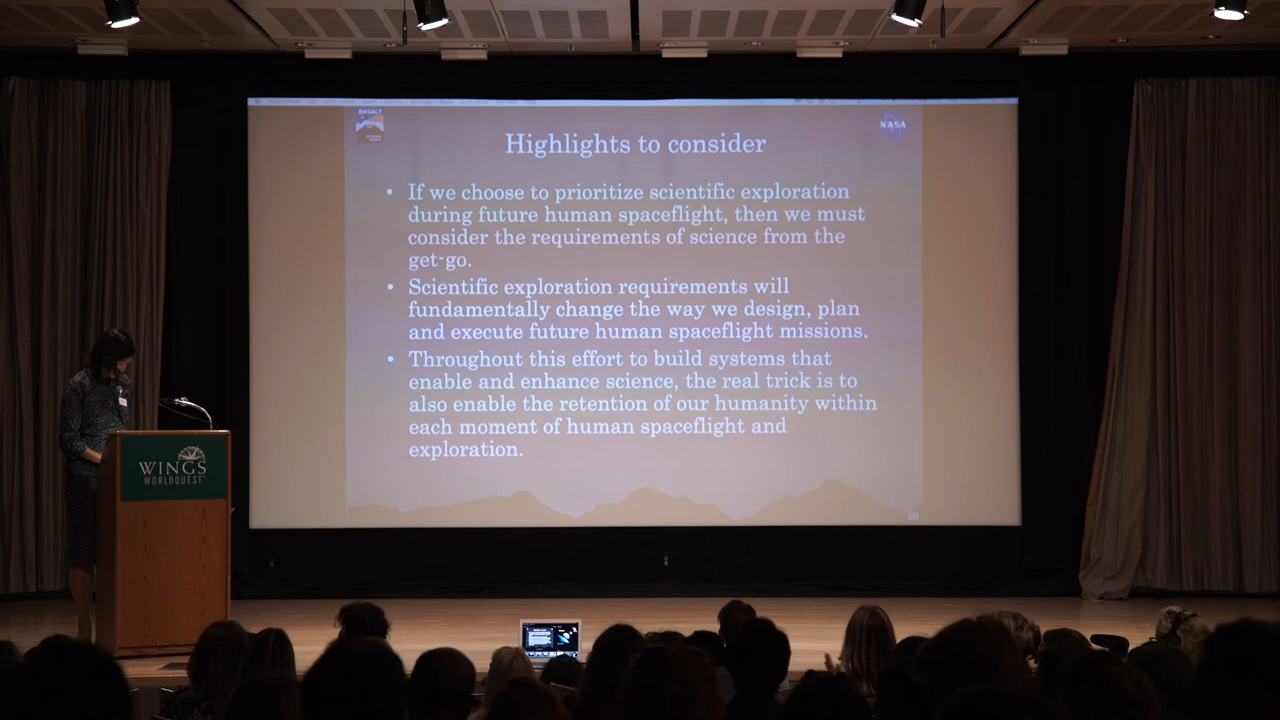 BASALT
NASA
Highlights to consider
• If we choose to prioritize scientific exploration
during future human spaceflight, then we must
consider the requirements of science from the
get-go.
• Scientific exploration requirements will
fundamentally change the way we design, plan
and execute future human spaceflight missions.
• Throughout this effort to build systems that
enable and enhance science, the real trick is to
also enable the retention of our humanity within
each moment of human spaceflight and
exploration.
20
WINGS
WORLDQUEST